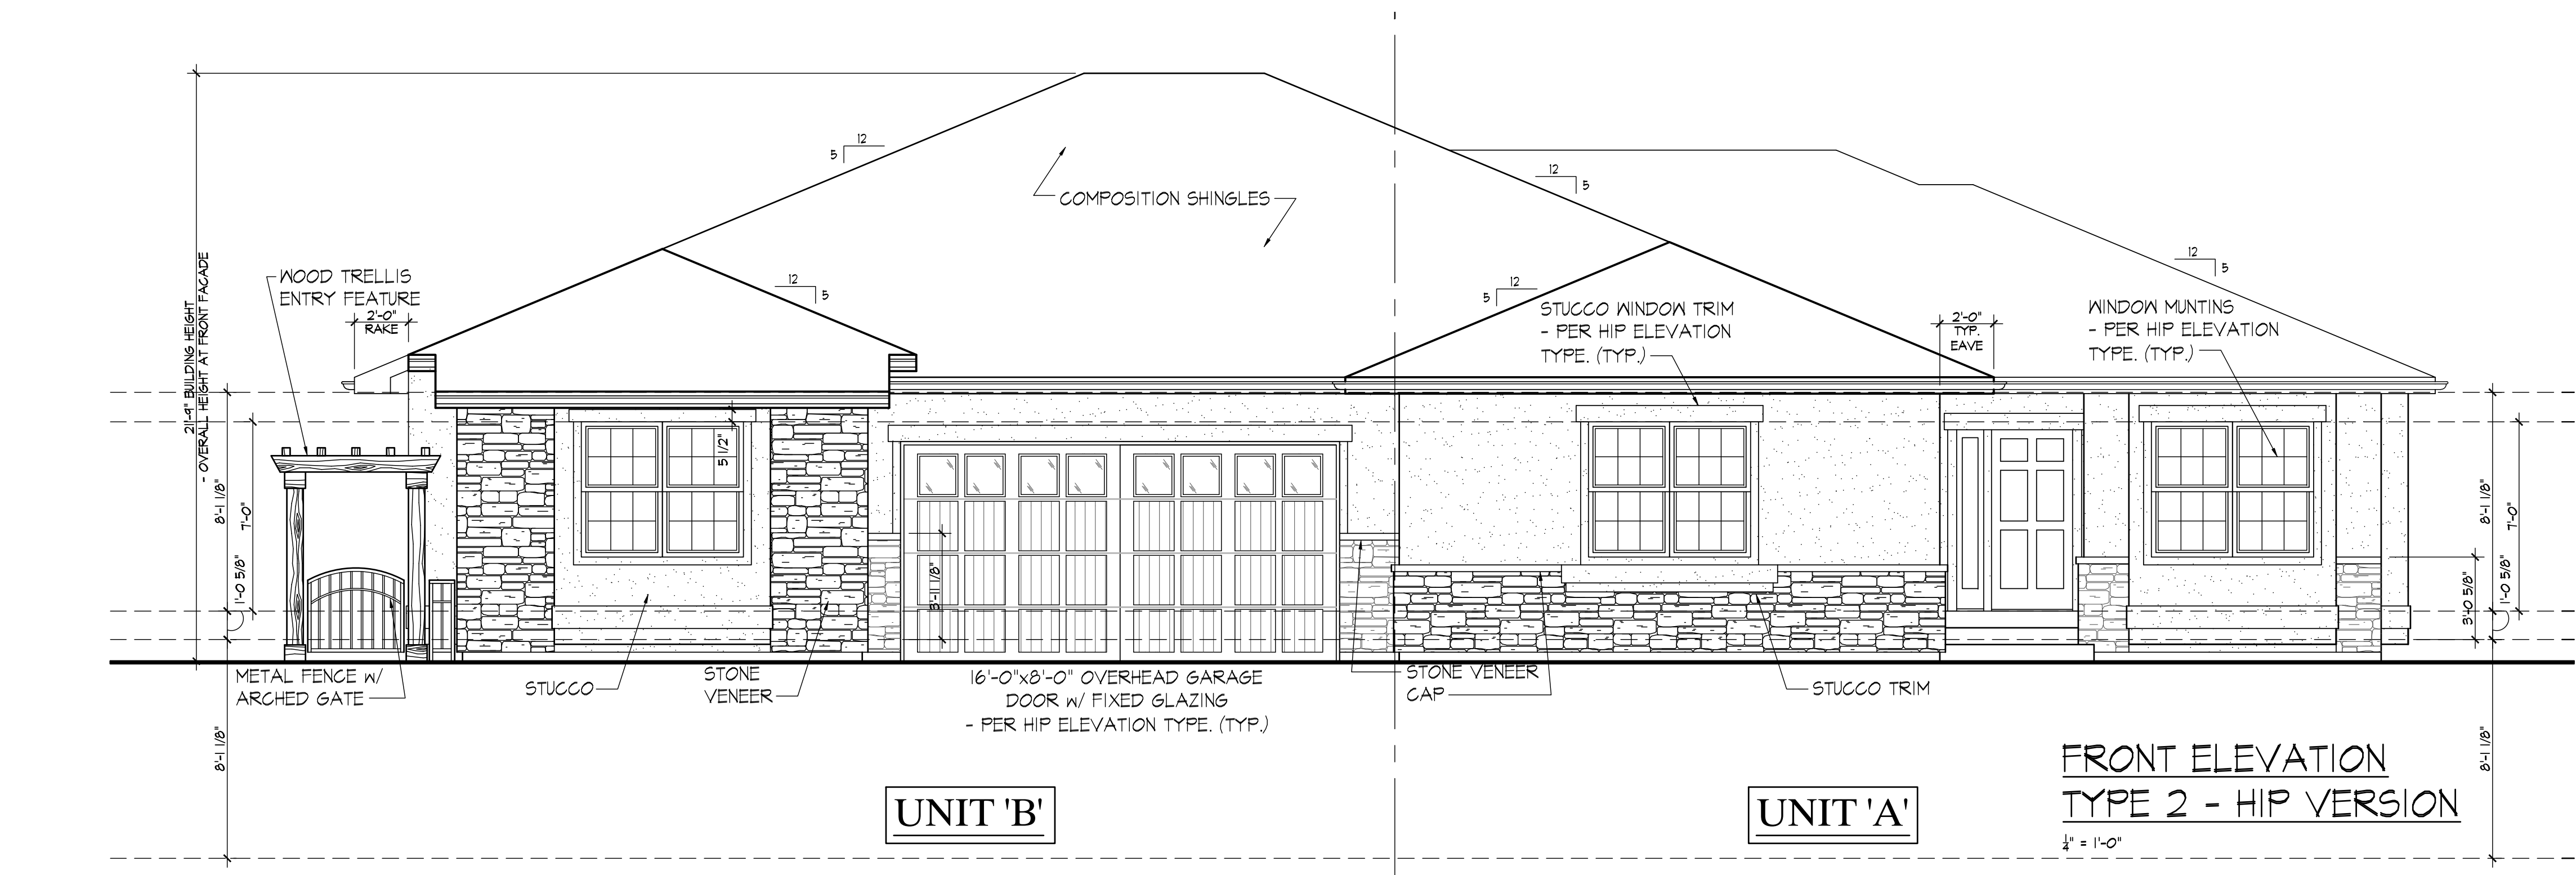 12
5
COMPOSITION SHINGLES
12
5
12
5
12
5
12
5
WOOD TRELLIS
ENTRY FEATURE
2'-0"
RAKE
21'-9" BUILDING HEIGHT
- OVERALL HEIGHT AT FRONT FACADE
STUCCO WINDOW TRIM
- PER HIP ELEVATION
TYPE. (TYP.)
2'-0"
TYP.
EAVE
WINDOW MUNTINS
- PER HIP ELEVATION
TYPE. (TYP.)
8'-1 1/8"
7'-0"
1'-0 5/8"
5 1/2"
3'-11 1/8"
8'-1 1/8"
7'-0"
3'-0 5/8"
1'-0 5/8"
METAL FENCE W/
ARCHED GATE
STUCCO
STONE
VENEER
16'-0"x8'-0" OVERHEAD GARAGE
DOOR W/ FIXED GLAZING
- PER HIP ELEVATION TYPE. (TYP.)
STONE VENEER
CAP
STUCCO TRIM
8'-1 1/8"
8'-1 1/8"
UNIT 'B'
UNIT 'A'
FRONT ELEVATION
TYPE 2 - HIP VERSION
1/4" = 1'-0"